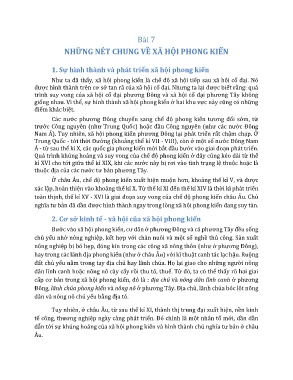 Bài 7
NHỮNG NÉT CHUNG VỀ XÃ HỘI PHONG KIẾN
1. Sự hình thành và phát triển xã hội phong kiến
Như ta đã thấy, xã hội phong kiến là chế độ xã hội tiếp sau xã hội cổ đại. Nó
được hình thành trên cơ sở tan rã của xã hội cổ đại. Nhưng ta lại được biết rằng: quá
trình suy vong của xã hội cổ đại phương Đông và xã hội cổ đại phương Tây không
giống nhau. Vì thế, sự hình thành xã hội phong kiến ở hai khu vực này cũng có những
điểm khác biệt.
Các nước phương Đông chuyển sang chế độ phong kiến tương đối sớm, từ
trước Công nguyên (như Trung Quốc) hoặc đầu Công nguyên (như các nước Đông
Nam Á). Tuy nhiên, xã hội phong kiến phương Đông lại phát triển rất chậm chạp. Ở
Trung Quốc - tới thời Đường (khoảng thế kỉ VII - VIII), còn ở một số nước Đông Nam
Á - từ sau thế kỉ X, các quốc gia phong kiến mới bắt đầu bước vào giai đoạn phát triển.
Quá trình khủng hoảng và suy vong của chế độ phong kiến ở đây cũng kéo dài từ thế
kỉ XVI cho tới giữa thế kỉ XIX, khi các nước này bị rơi vào tình trạng lệ thuộc hoặc là
thuộc địa của các nước tư bản phương Tây.
Ở châu Âu, chế độ phong kiến xuất hiện muộn hơn, khoảng thế kỉ V, và được
xác lập, hoàn thiện vào khoảng thế kỉ X. Từ thế kỉ XI đến thế kỉ XIV là thời kì phát triển
toàn thịnh, thế kỉ XV - XVI là giai đoạn suy vong của chế độ phong kiến châu Âu. Chủ
nghĩa tư bản đã dần được hình thành ngay trong lòng xã hội phong kiến đang suy tàn.
2. Cơ sở kinh tế - xã hội của xã hội phong kiến
Bước vào xã hội phong kiến, cư dân ở phương Đông và cả phương Tây đều sống
chủ yếu nhờ nông nghiệp, kết hợp với chăn nuôi và một số nghề thủ công. Sản xuất
nông nghiệp bị bó hẹp, đóng kín trong các công xã nông thôn (như ở phương Đông),
hay trong các lãnh địa phong kiến (như ở châu Âu) với kĩ thuật canh tác lạc hậu. Ruộng
đất chủ yếu nằm trong tay địa chủ hay lãnh chúa. Họ lại giao cho những người nông
dân lĩnh canh hoặc nông nô cày cấy rồi thu tô, thuế. Từ đó, ta có thể thấy rõ hai giai
cấp cơ bản trong xã hội phong kiến, đó là : địa chủ và nông dân lĩnh canh ở phương
Đông, lãnh chúa phong kiến và nông nô ở phương Tây. Địa chủ, lãnh chúa bóc lột nông
dân và nông nô chủ yếu bằng địa tô.
Tuy nhiên, ở châu Âu, từ sau thế kỉ XI, thành thị trung đại xuất hiện, nền kinh
tế công, thương nghiệp ngày càng phát triển. Đó chính là một nhân tố mới, dần dần
dẫn tới sự khủng hoảng của xã hội phong kiến và hình thành chủ nghĩa tư bản ở châu
Âu.